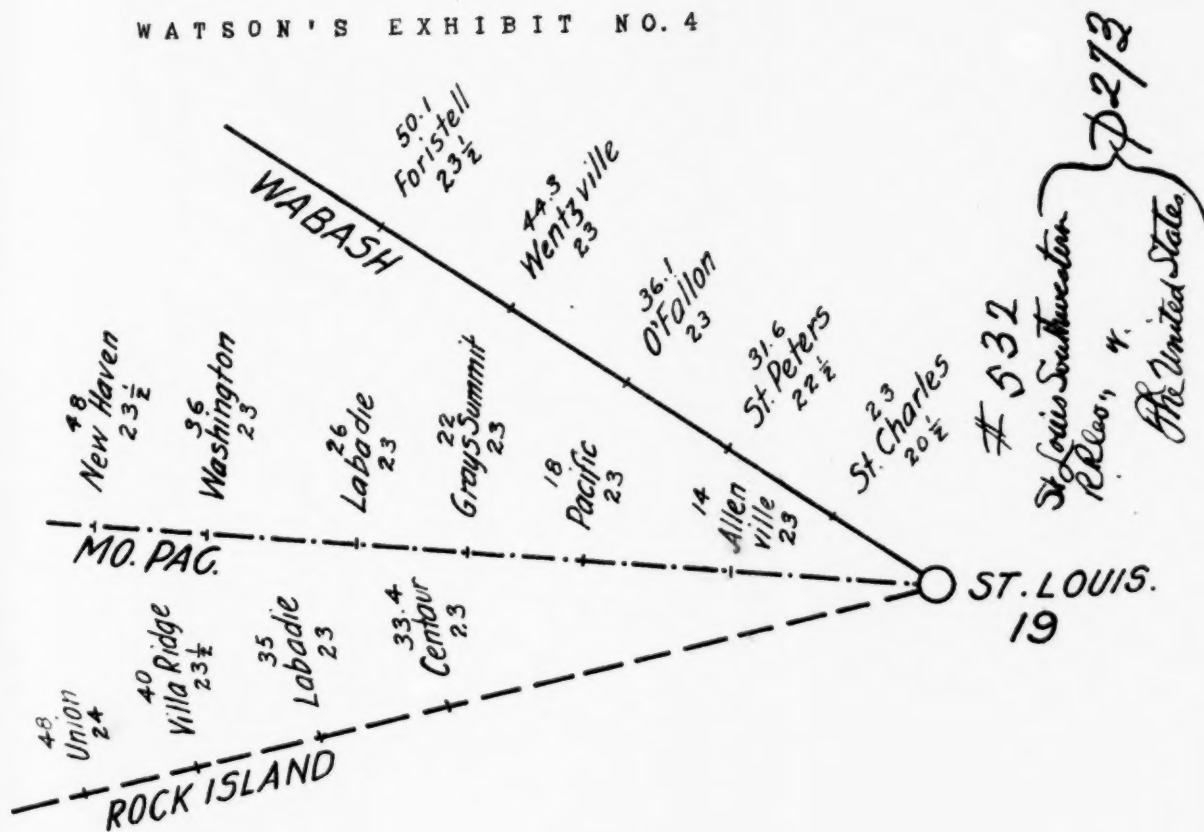 WATSON'S EXHIBIT NO. 4
50.1
Foristell
23½
WABASH
44.3
Wentzville
23
36.1
O'Fallon
23
31.6
St. Peters
22½
23
St. Charles
20½
48
New Haven
23½
36
Washington
23
26
Labadie
23
22
Grays Summit
23
18
Pacific
23
14
Allen
ville
23
MO. PAC.
ST. LOUIS.
19
48
Union
24
40
Villa Ridge
23½
35
Labadie
23
33.4
Centaur
23
ROCK ISLAND
# 532
St. Louis Southwestern
v.
The United States.
273